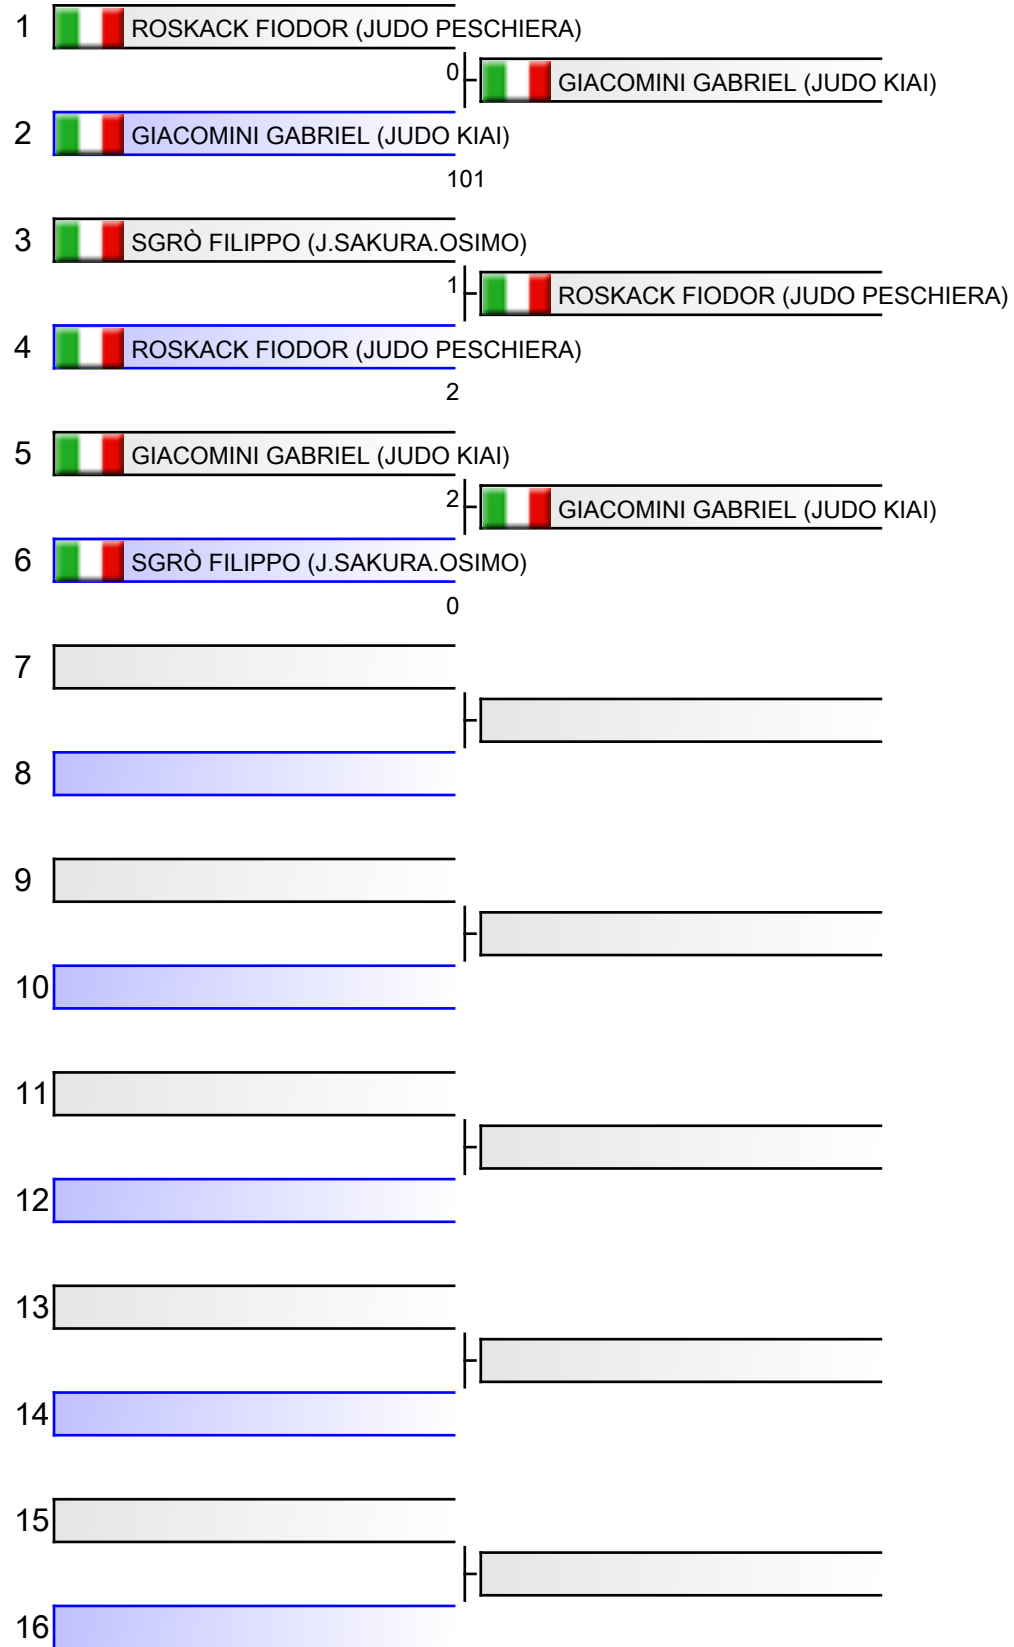 1 ROSKACK FIODOR (JUDO PESCHIERA)
0 GIACOMINI GABRIEL (JUDO KIAI)
2 GIACOMINI GABRIEL (JUDO KIAI)
101
3 SGRÒ FILIPPO (J.SAKURA.OSIMO)
1 ROSKACK FIODOR (JUDO PESCHIERA)
4 ROSKACK FIODOR (JUDO PESCHIERA)
2
5 GIACOMINI GABRIEL (JUDO KIAI)
2 GIACOMINI GABRIEL (JUDO KIAI)
6 SGRÒ FILIPPO (J.SAKURA.OSIMO)
0
7
8
9
10
11
12
13
14
15
16